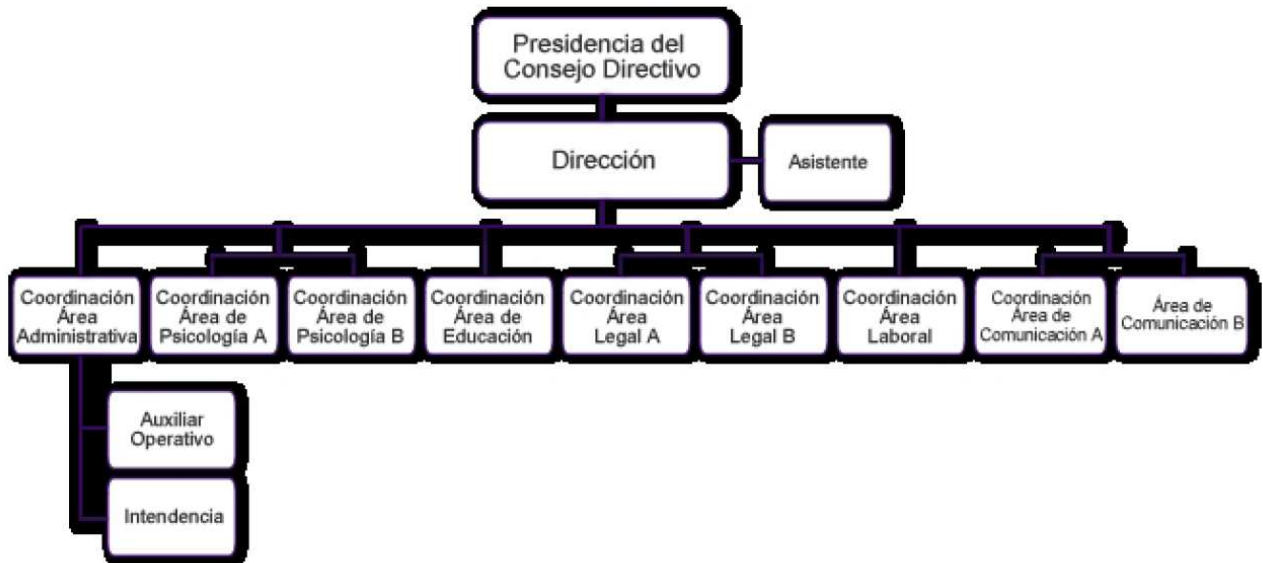 Presidencia del
Consejo Directivo
Dirección
Asistente
Coordinación
Área
Administrativa
Coordinación
Área de
Psicología A
Coordinación
Área de
Psicología B
Coordinación
Área de
Educación
Coordinación
Área
Legal A
Coordinación
Área
Legal B
Coordinación
Área
Laboral
Coordinación
Área de
Comunicación A
Área de
Comunicación B
Auxiliar
Operativo
Intendencia